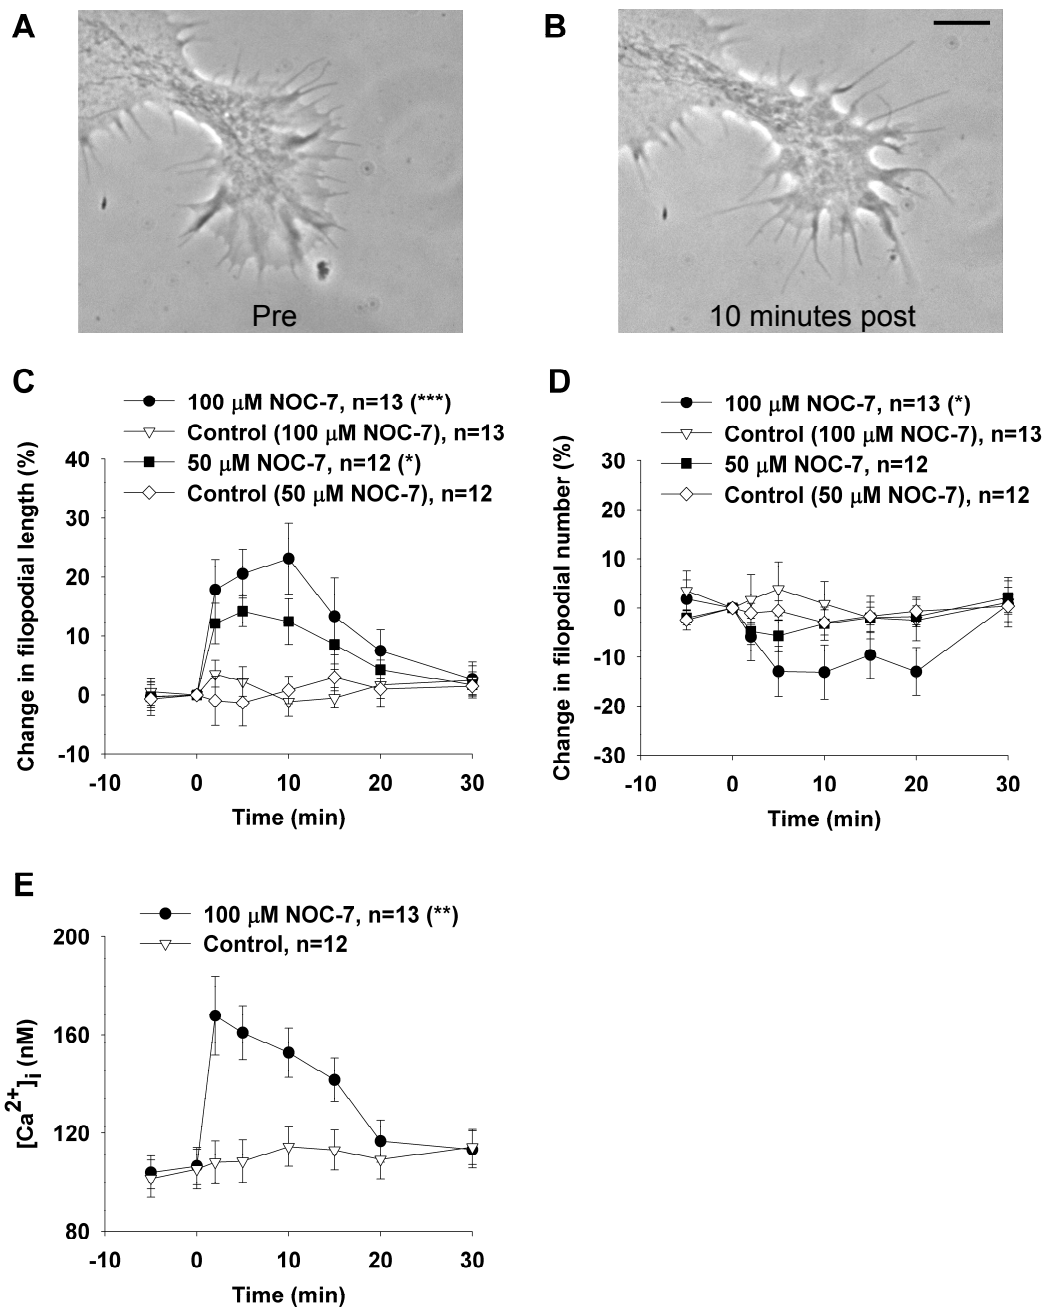 A
B
Pre
10 minutes post
C
100 μM NOC-7, n=13 (***)
Control (100 μM NOC-7), n=13
50 μM NOC-7, n=12 (*)
Control (50 μM NOC-7), n=12
Change in filopodial length (%)
40
30
20
10
0
-10
-10 0 10 20 30
Time (min)
D
100 μM NOC-7, n=13 (*)
Control (100 μM NOC-7), n=13
50 μM NOC-7, n=12
Control (50 μM NOC-7), n=12
Change in filopodial number (%)
30
20
10
0
-10
-20
-30
-10 0 10 20 30
Time (min)
E
100 μM NOC-7, n=13 (**)
Control, n=12
[Ca2+]i (nM)
200
160
120
80
-10 0 10 20 30
Time (min)